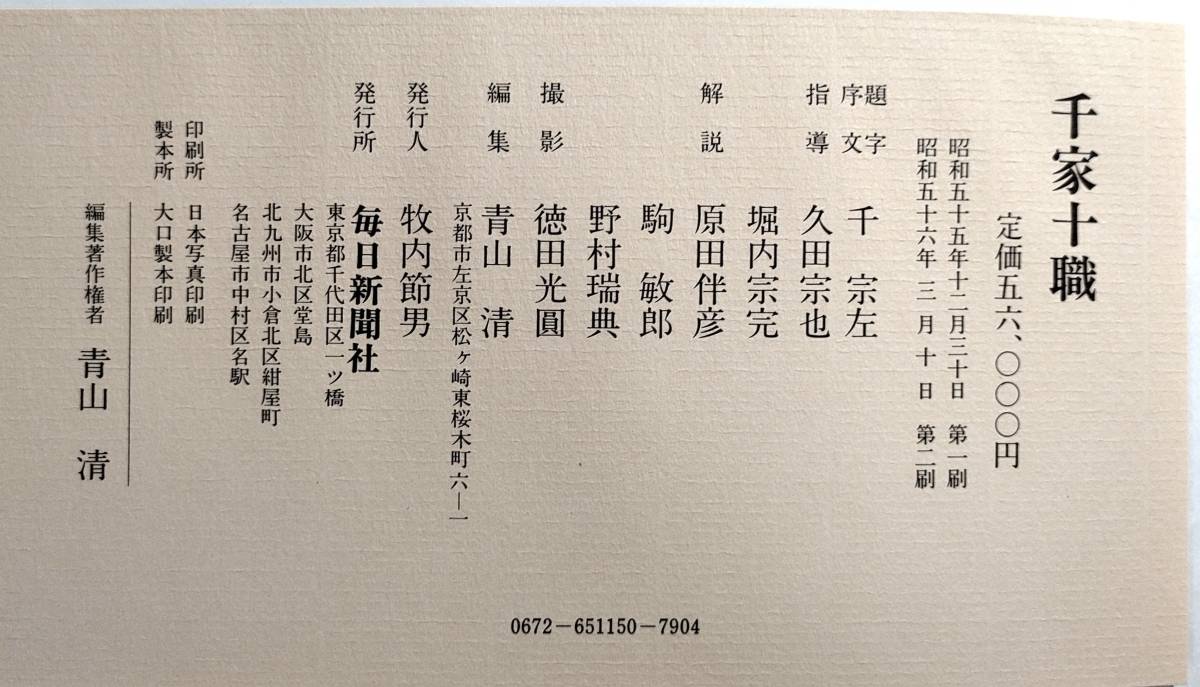 千家十職
定価五六、〇〇〇円
昭和五十五年十二月三十日 第一刷
昭和五十六年 三月 十 日 第二刷
題字
序文 千 宗左
指導 久田宗也
堀内宗完
解説 原田伴彦
駒 敏郎
野村瑞典
撮影 徳田光圓
編集 青山 清
京都市左京区松ヶ崎東桜木町六―一
発行人 牧内節男
発行所 毎日新聞社
東京都千代田区一ツ橋
大阪市北区堂島
北九州市小倉北区紺屋町
名古屋市中村区名駅
印刷所 日本写真印刷
製本所 大口製本印刷
編集著作権者 青山 清
0672-651150-7904